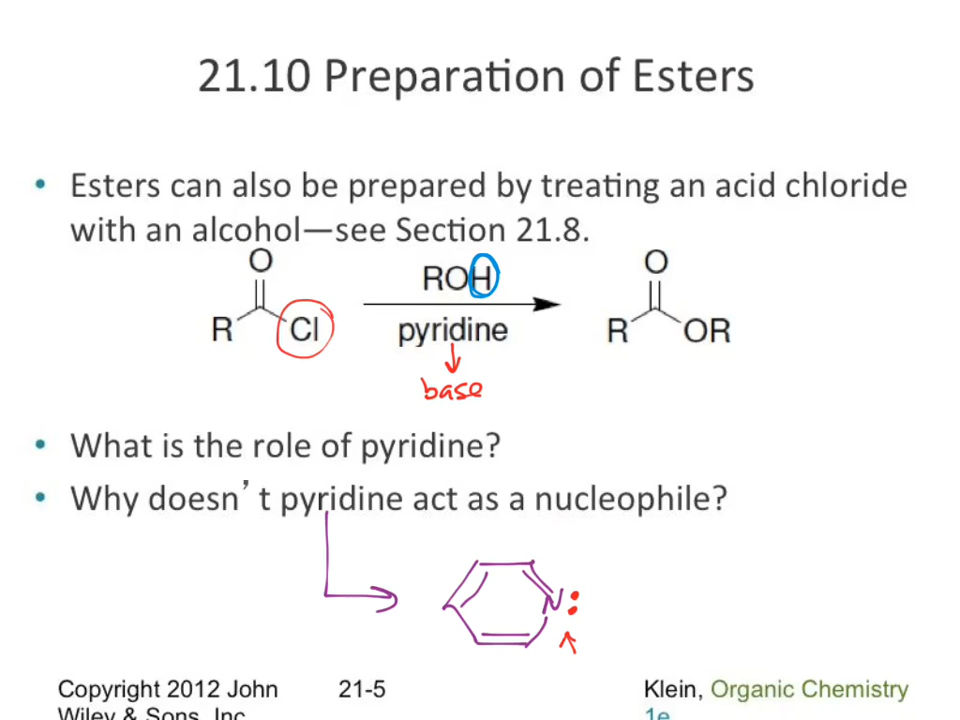 21.10 Preparation of Esters
• Esters can also be prepared by treating an acid chloride
with an alcohol—see Section 21.8.
O
R Cl
ROH
pyridine
base
O
R OR
• What is the role of pyridine?
• Why doesn't pyridine act as a nucleophile?
N:
Copyright 2012 John
Wiley & Sons, Inc
21-5
Klein, Organic Chemistry
1e